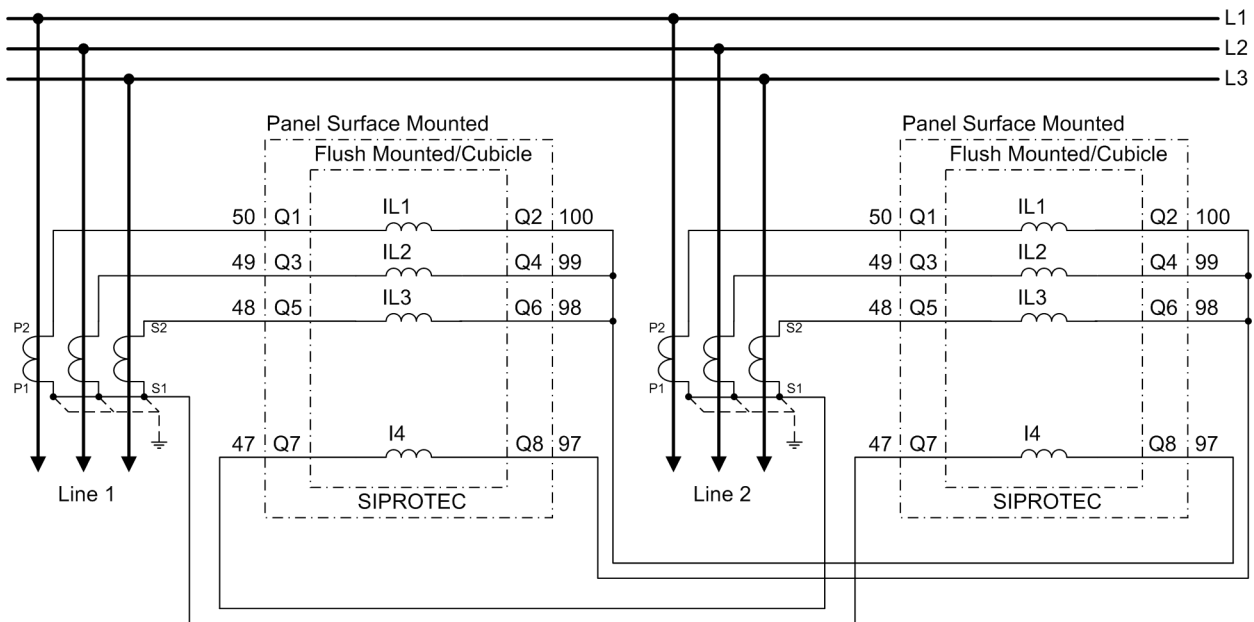 L1
L2
L3
Panel Surface Mounted
Panel Surface Mounted
Flush Mounted/Cubicle
Flush Mounted/Cubicle
50 Q1 IL1 Q2 100
50 Q1 IL1 Q2 100
49 Q3 IL2 Q4 99
49 Q3 IL2 Q4 99
48 Q5 IL3 Q6 98
48 Q5 IL3 Q6 98
P2 S2
P2 S2
P1 S1
P1 S1
47 Q7 I4 Q8 97
47 Q7 I4 Q8 97
Line 1
SIPROTEC
Line 2
SIPROTEC